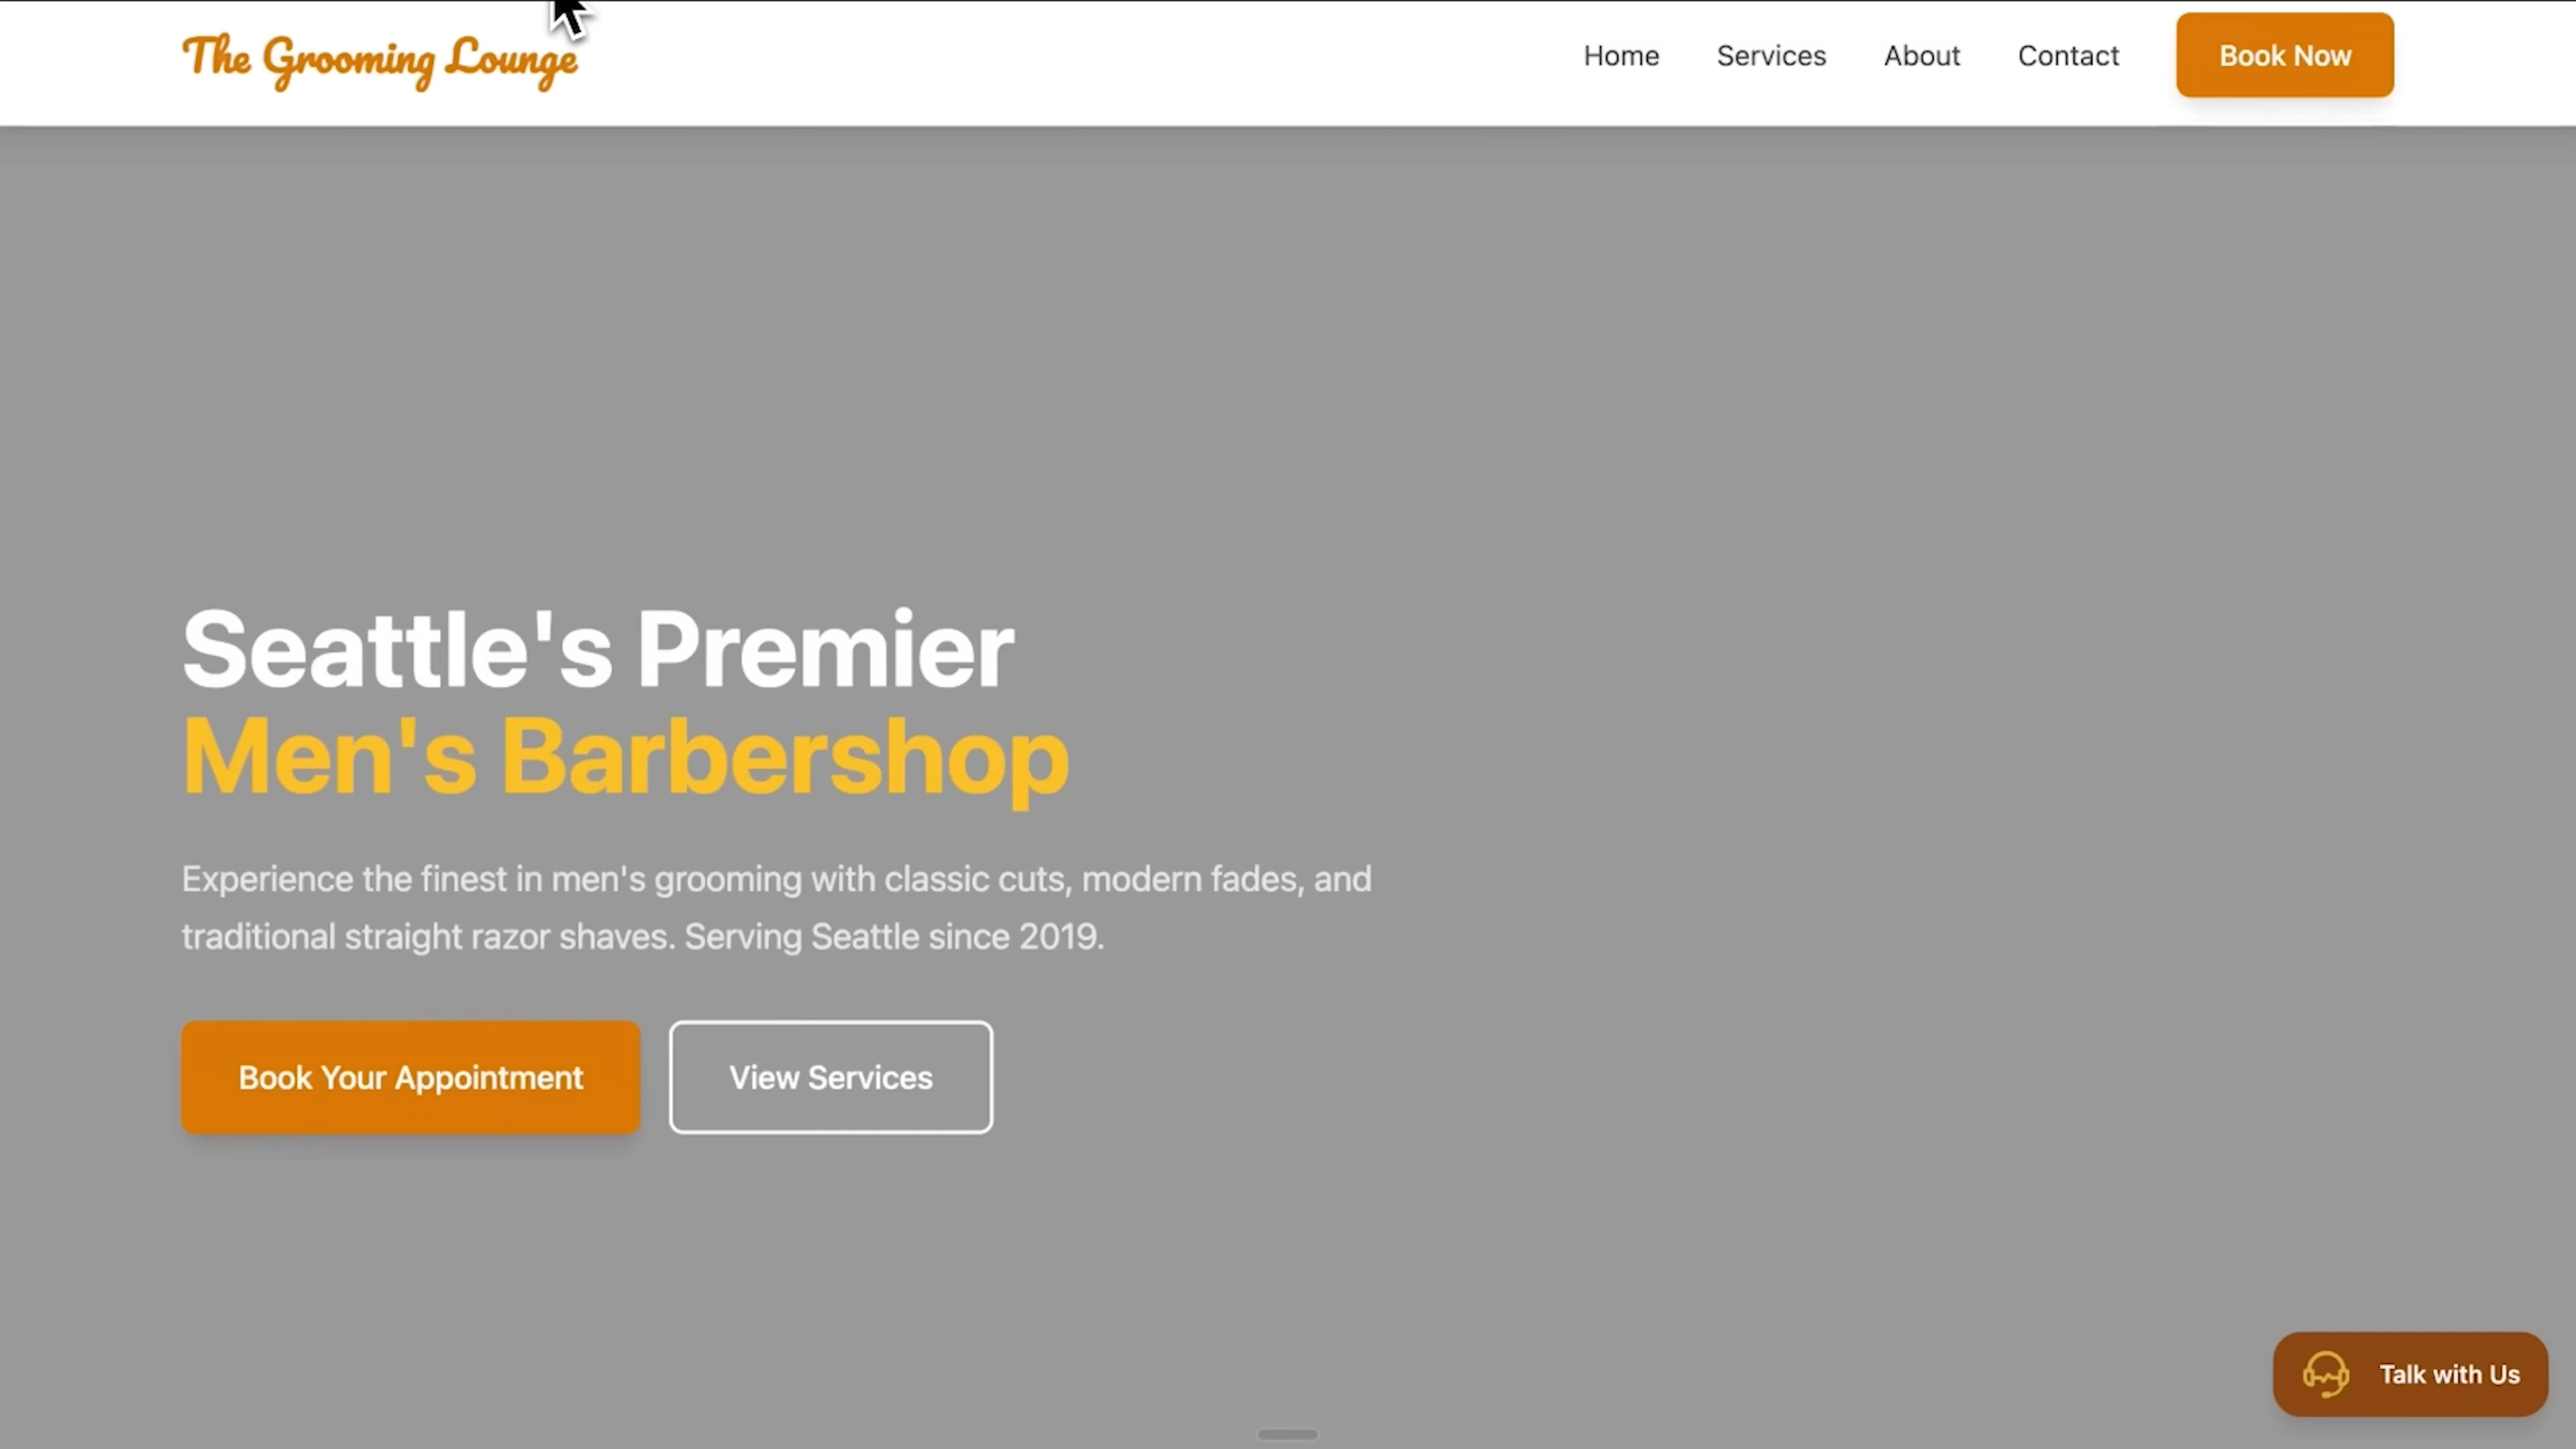 The Grooming Lounge
Home
Services
About
Contact
Book Now
Seattle's Premier
Men's Barbershop
Experience the finest in men's grooming with classic cuts, modern fades, and
traditional straight razor shaves. Serving Seattle since 2019.
Book Your Appointment
View Services
Talk with Us